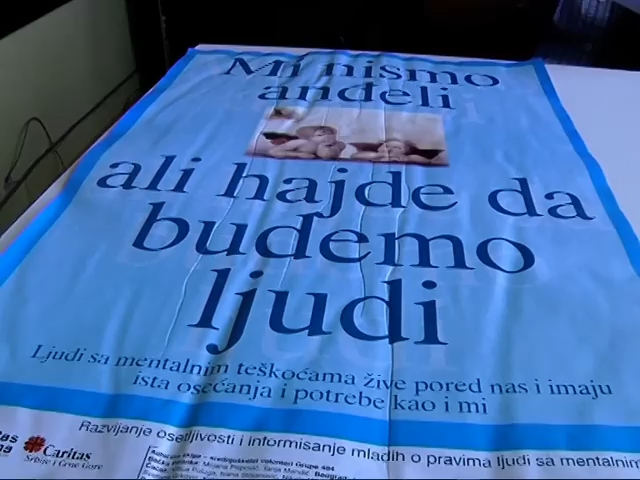 Mi nismo
anđeli
ali hajde da
budemo
ljudi
Ljudi sa mentalnim teškoćama žive pored nas i imaju
ista osećanja i potrebe kao i mi
Razvijanje osetljivosti i informisanje mladih o pravima ljudi sa mentalnim
Caritas
Srbije i Crne Gore